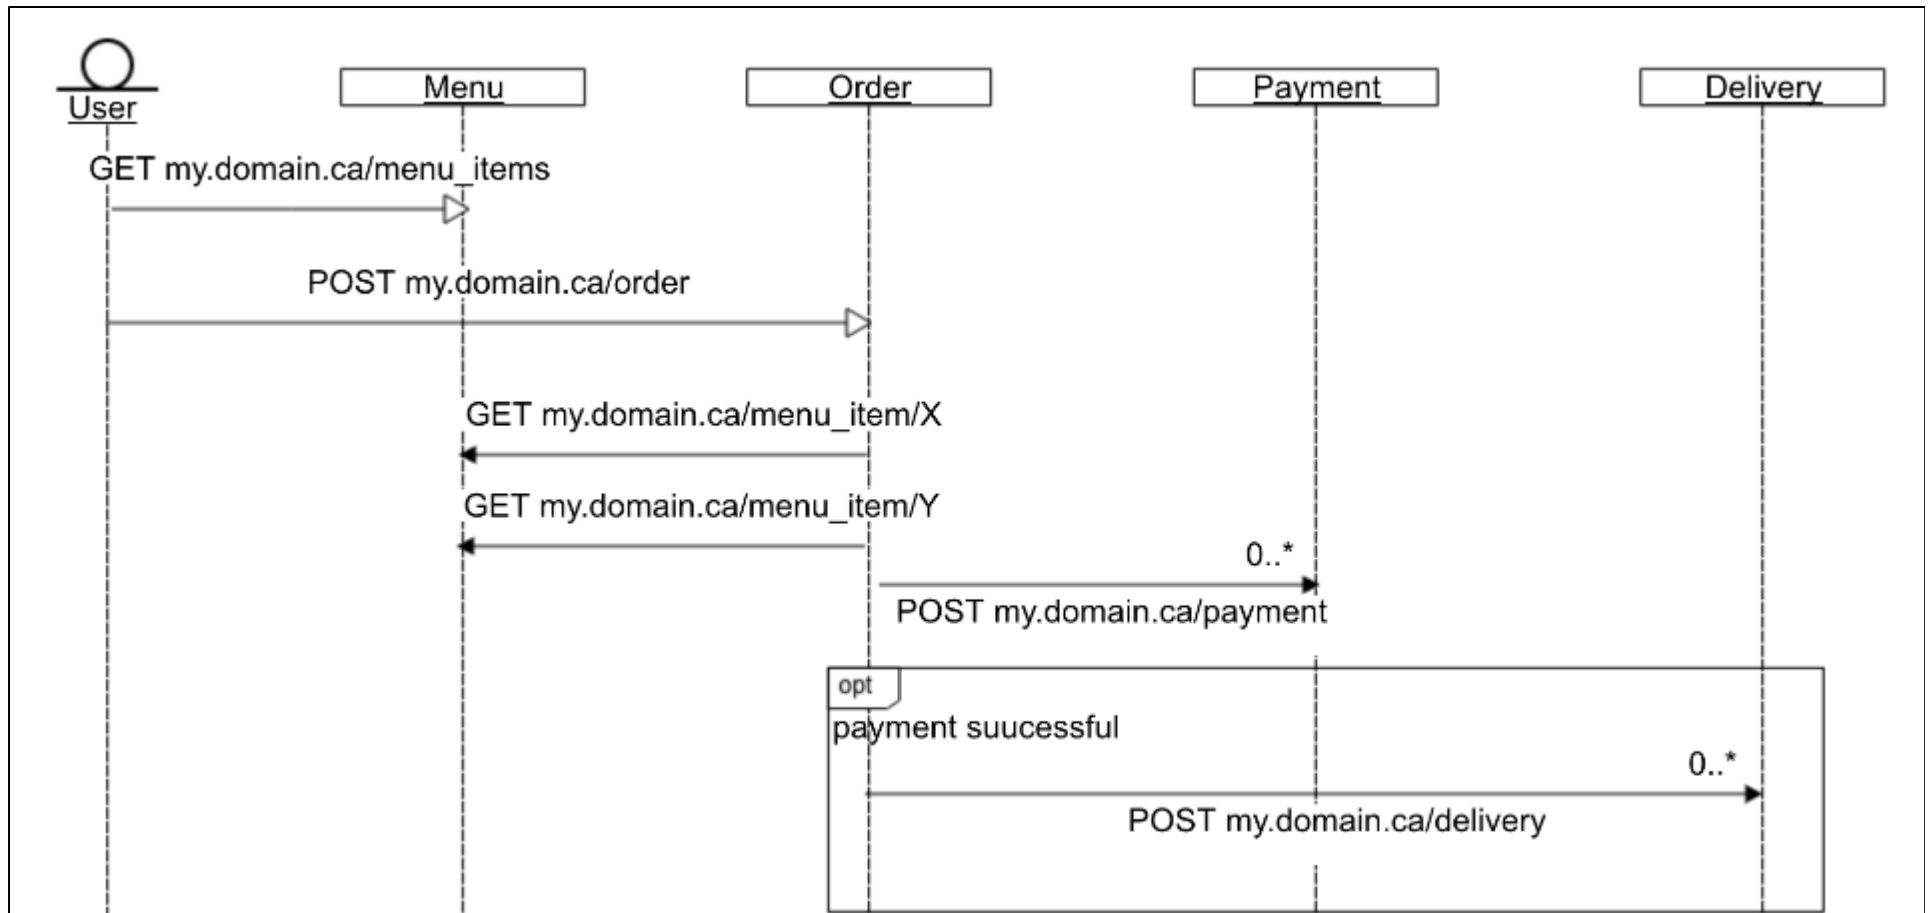 User
Menu
Order
Payment
Delivery
GET my.domain.ca/menu_items
POST my.domain.ca/order
GET my.domain.ca/menu_item/X
GET my.domain.ca/menu_item/Y
0..*
POST my.domain.ca/payment
opt
payment suucessful
0..*
POST my.domain.ca/delivery